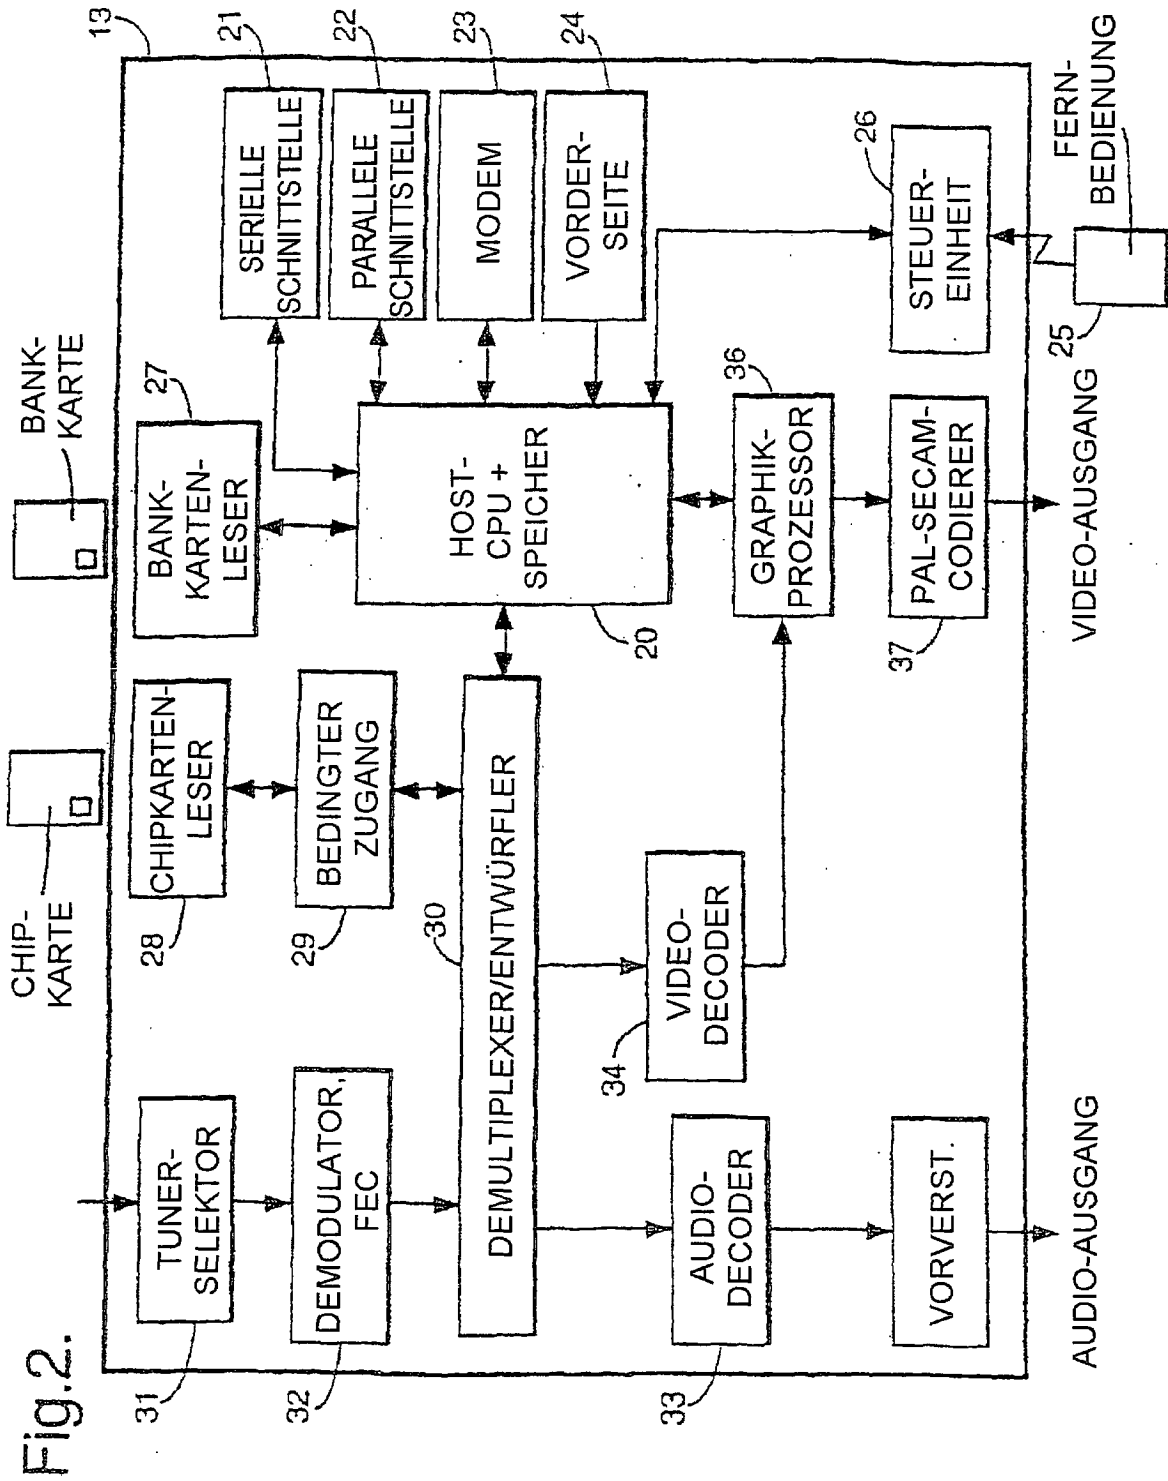 Fig.2.
CHIP-
KARTE
BANK-
KARTE
13
TUNER-
SELEKTOR
31
CHIPKARTEN-
LESER
28
BANK-
KARTEN-
LESER
27
SERIELLE
SCHNITTSTELLE
21
PARALLELE
SCHNITTSTELLE
22
MODEM
23
VORDER-
SEITE
24
DEMODULATOR,
FEC
32
BEDINGTER
ZUGANG
29
HOST-
CPU +
SPEICHER
20
DEMULTIPLEXER/ENTWÜRFLER
30
VIDEO-
DECODER
34
AUDIO-
DECODER
33
GRAPHIK-
PROZESSOR
36
STEUER-
EINHEIT
26
VORVERST.
PAL-SECAM-
CODIERER
37
FERN-
BEDIENUNG
25
AUDIO-AUSGANG
VIDEO-AUSGANG